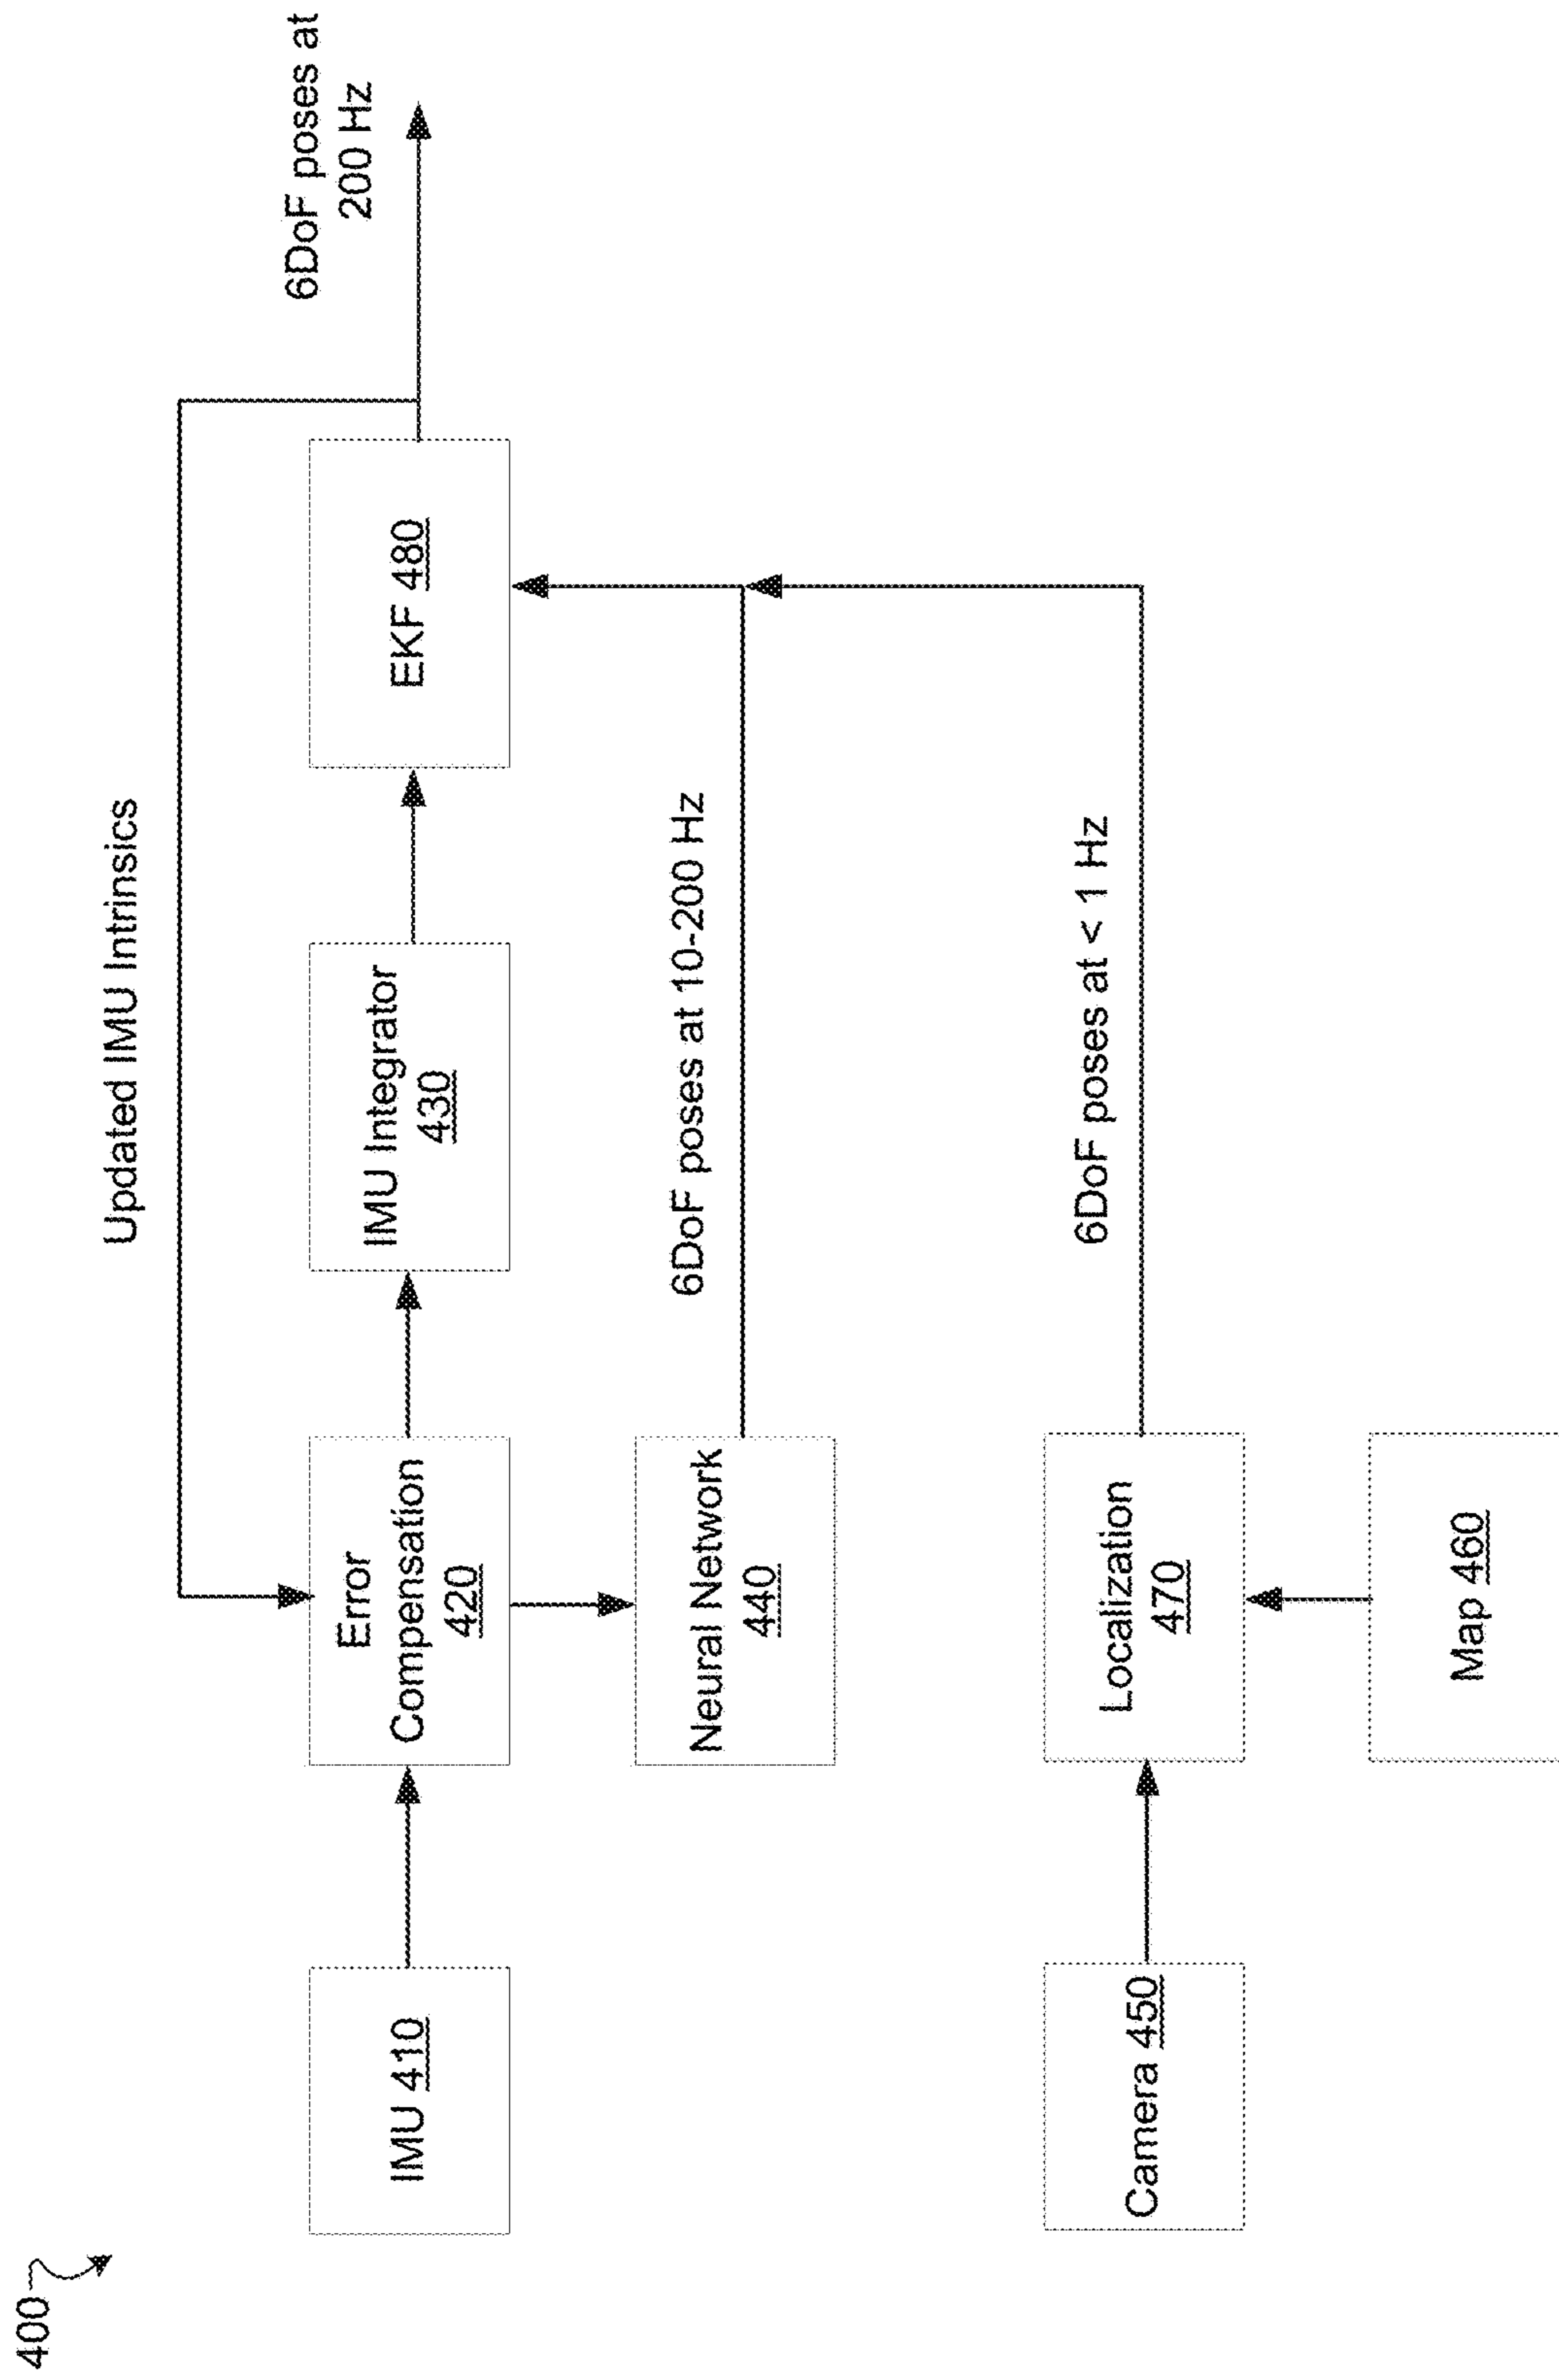 400
Updated IMU Intrinsics
6DoF poses at
200 Hz
IMU 410
Error
Compensation
420
IMU Integrator
430
EKF 480
Neural Network
440
6DoF poses at 10-200 Hz
Camera 450
Localization
470
6DoF poses at < 1 Hz
Map 460